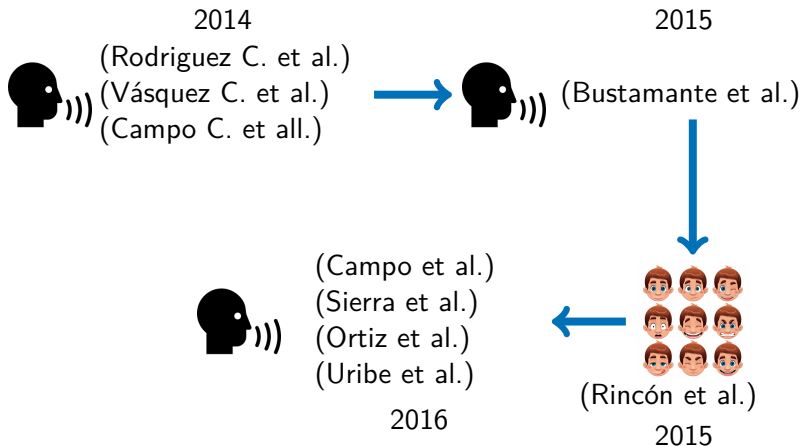 2014
(Rodriguez C. et al.)
(Vásquez C. et al.)
(Campo C. et all.)
2015
(Bustamante et al.)
(Rincón et al.)
2015
(Campo et al.)
(Sierra et al.)
(Ortiz et al.)
(Uribe et al.)
2016